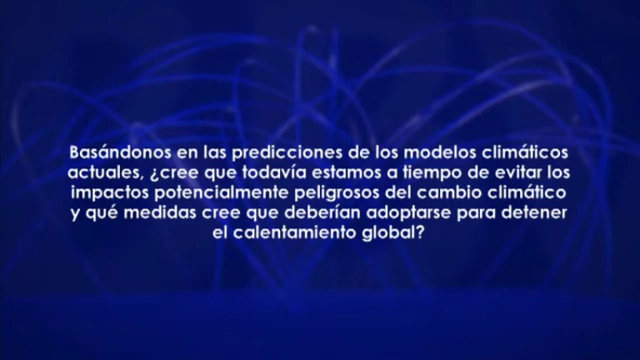 Basándonos en las predicciones de los modelos climáticos
actuales, ¿cree que todavía estamos a tiempo de evitar los
impactos potencialmente peligrosos del cambio climático
y qué medidas cree que deberían adoptarse para detener
el calentamiento global?